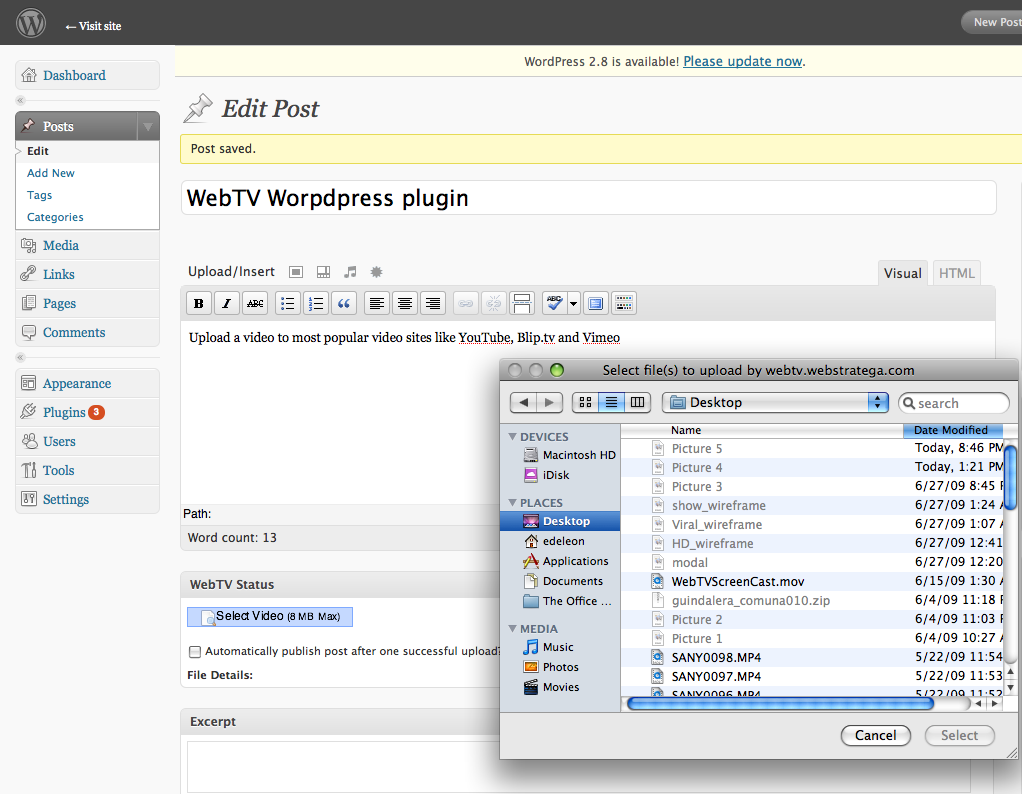 ← Visit site
New Post
WordPress 2.8 is available! Please update now.
Dashboard
Posts
Edit
Add New
Tags
Categories
Media
Links
Pages
Comments
Appearance
Plugins 3
Users
Tools
Settings
Edit Post
Post saved.
WebTV Worpdpress plugin
Upload/Insert
Visual
HTML
B I ABC ABC
Upload a video to most popular video sites like YouTube, Blip.tv and Vimeo
Path:
Word count: 13
WebTV Status
Select Video (8 MB Max)
Automatically publish post after one successful upload?
File Details:
Excerpt
Select file(s) to upload by webtv.webstratega.com
Desktop
search
DEVICES
Macintosh HD
iDisk
PLACES
Desktop
edeleon
Applications
Documents
The Office ...
MEDIA
Music
Photos
Movies
Name Date Modified
Picture 5 Today, 8:46 PM
Picture 4 Today, 1:21 PM
Picture 3 6/27/09 8:45
show_wireframe 6/27/09 1:24
Viral_wireframe 6/27/09 1:07
HD_wireframe 6/27/09 12:41
modal 6/27/09 12:20
WebTVScreenCast.mov 6/15/09 1:30
guindalera_comuna010.zip 6/4/09 11:18
Picture 2 6/4/09 11:03
Picture 1 6/4/09 10:27
SANY0098.MP4 5/22/09 11:54
SANY0097.MP4 5/22/09 11:53
SANY0096.MP4 5/22/09 11:52
Cancel
Select